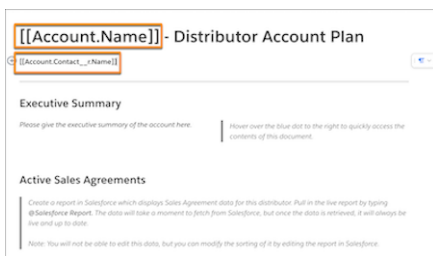 [[Account.Name]] - Distributor Account Plan
[[Account.Contact__r.Name]]
Executive Summary
Please give the executive summary of the account here.
Hover over the blue dot to the right to quickly access the
contents of this document.
Active Sales Agreements
Create a report in Salesforce which displays Sales Agreement data for this distributor. Pull in the live report by typing
@Salesforce Report. The data will take a moment to fetch from Salesforce, but once the data is retrieved, it will always be
live and up to date.
Note: You will not be able to edit this data, but you can modify the sorting of it by editing the report in Salesforce.